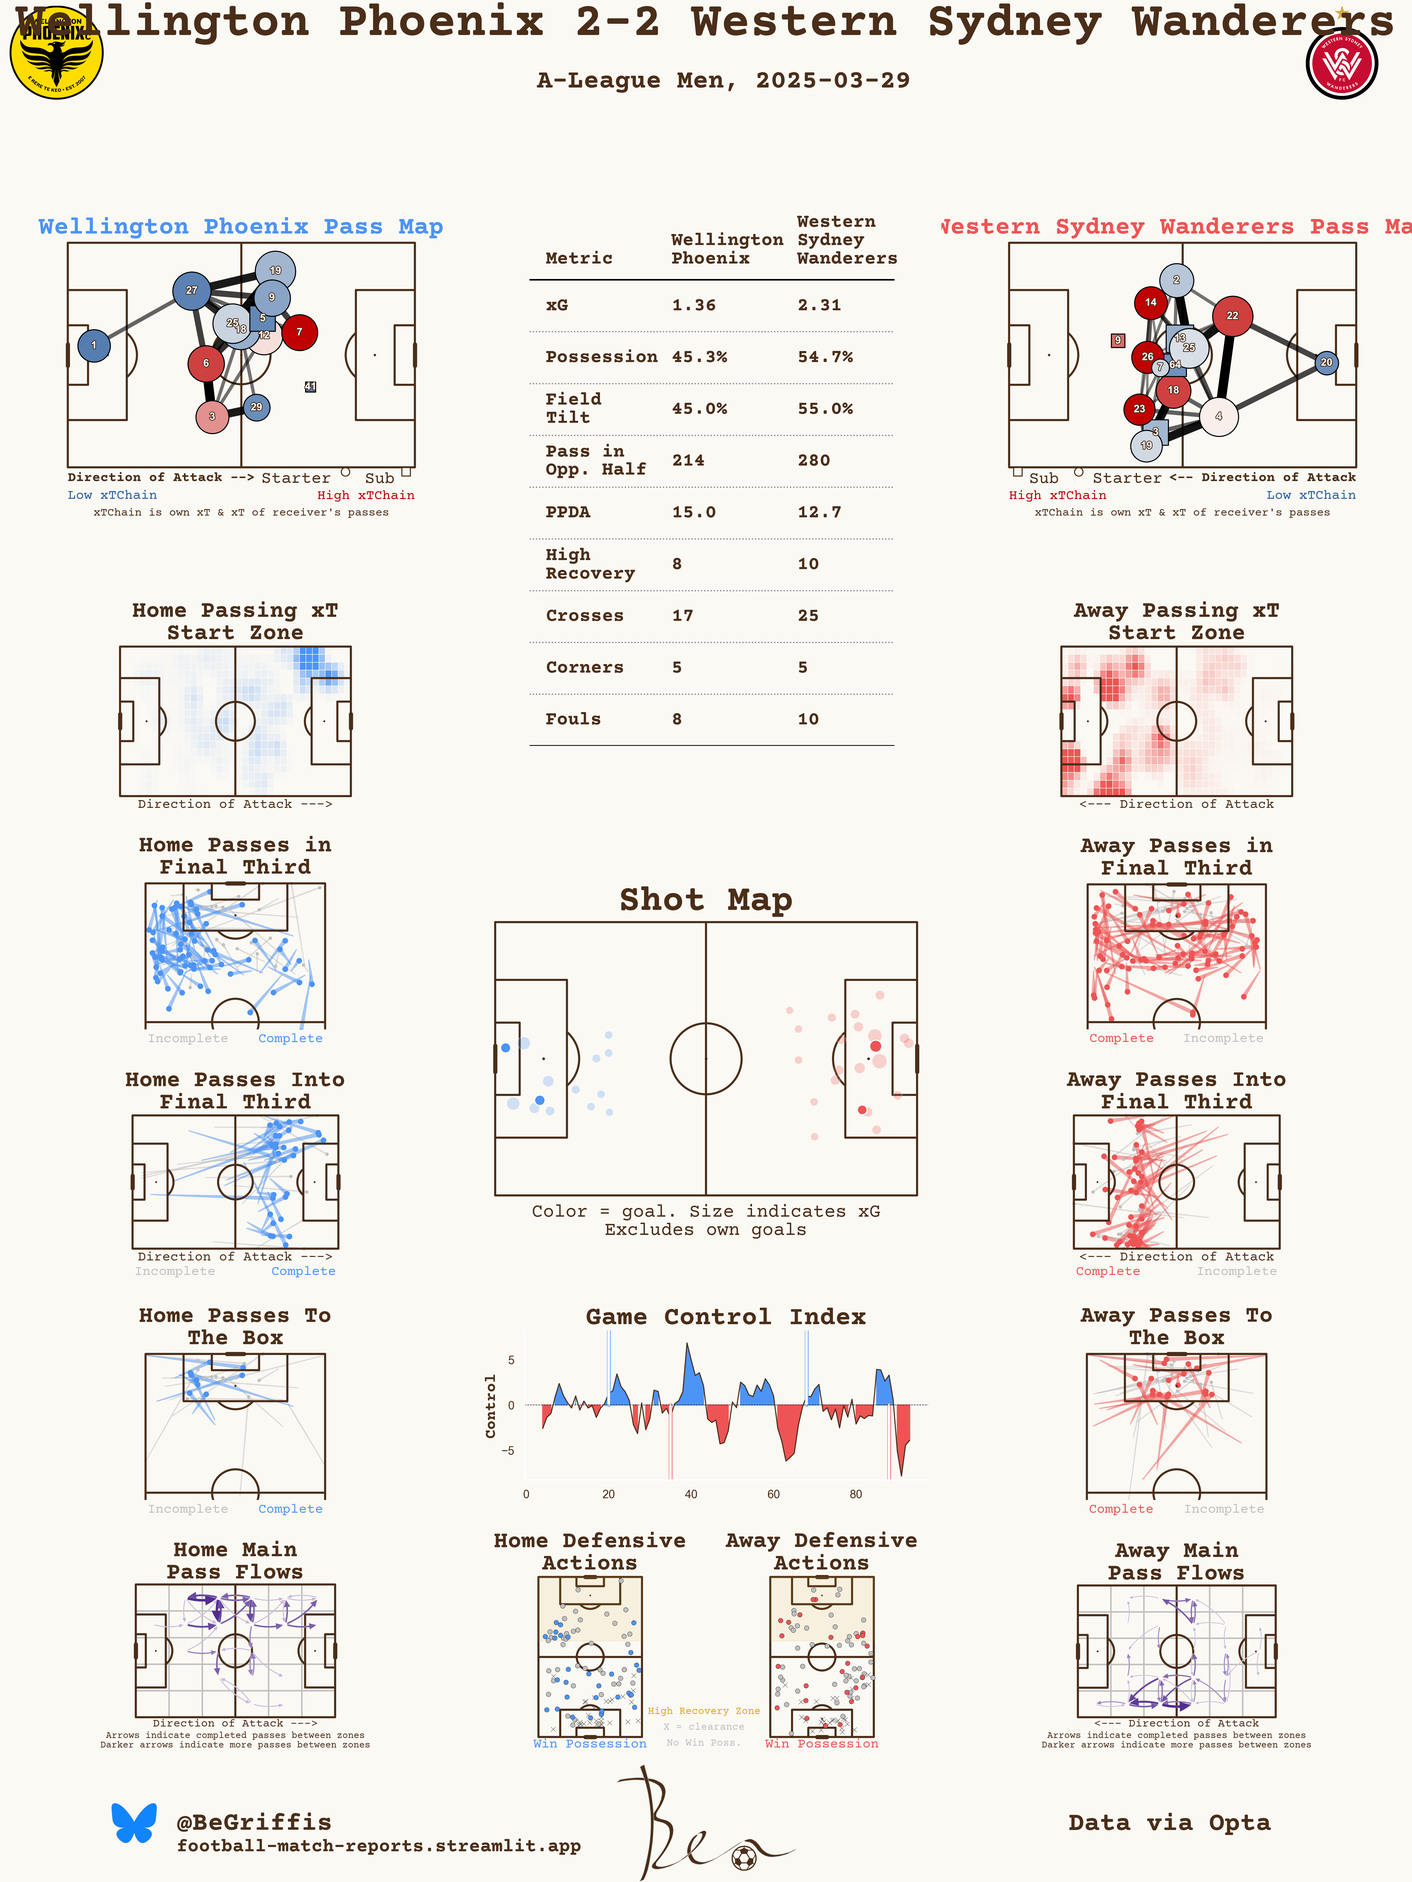 Wellington Phoenix 2-2 Western Sydney Wanderers
A-League Men, 2025-03-29
WELLINGTON
PHOENIX
FC
E RERE TE KEO • EST 2007
WESTERN SYDNEY
WANDERERS
FC
Wellington Phoenix Pass Map
1
27
19
9
5
25
18
12
7
6
3
29
41
Direction of Attack --> Starter Sub
Low xTChain High xTChain
xTChain is own xT & xT of receiver's passes
Metric Wellington Phoenix Western Sydney Wanderers
xG 1.36 2.31
Possession 45.3% 54.7%
Field Tilt 45.0% 55.0%
Pass in Opp. Half 214 280
PPDA 15.0 12.7
High Recovery 8 10
Crosses 17 25
Corners 5 5
Fouls 8 10
Western Sydney Wanderers Pass Ma
2
14
22
9
13
25
26
7
64
20
18
23
4
3
19
Sub Starter <-- Direction of Attack
High xTChain Low xTChain
xTChain is own xT & xT of receiver's passes
Home Passing xT
Start Zone
Direction of Attack --->
Away Passing xT
Start Zone
<--- Direction of Attack
Home Passes in
Final Third
Incomplete Complete
Away Passes in
Final Third
Complete Incomplete
Shot Map
Color = goal. Size indicates xG
Excludes own goals
Home Passes Into
Final Third
Direction of Attack --->
Incomplete Complete
Away Passes Into
Final Third
<--- Direction of Attack
Complete Incomplete
Home Passes To
The Box
Incomplete Complete
Game Control Index
Control
5
0
−5
0 20 40 60 80
Away Passes To
The Box
Complete Incomplete
Home Main
Pass Flows
Direction of Attack --->
Arrows indicate completed passes between zones
Darker arrows indicate more passes between zones
Home Defensive
Actions
Win Possession
Away Defensive
Actions
Win Possession
High Recovery Zone
X = clearance
No Win Poss.
Away Main
Pass Flows
<--- Direction of Attack
Arrows indicate completed passes between zones
Darker arrows indicate more passes between zones
@BeGriffis
football-match-reports.streamlit.app
Ben
Data via Opta